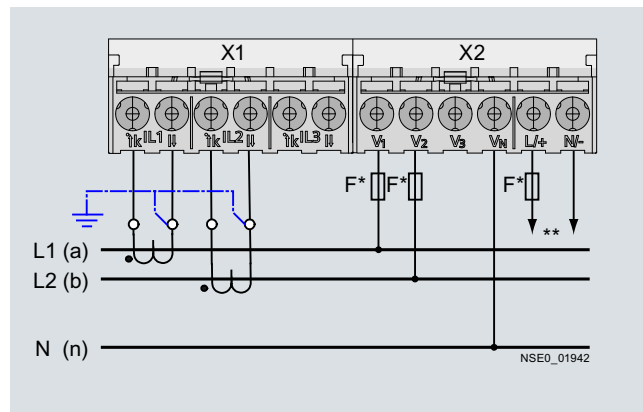 X1 X2
°k IL1 l° °k IL2 l° °k IL3 l° V1 V2 V3 VN L/+ N/-
F* F* F*
**
L1 (a)
L2 (b)
N (n)
NSE0_01942